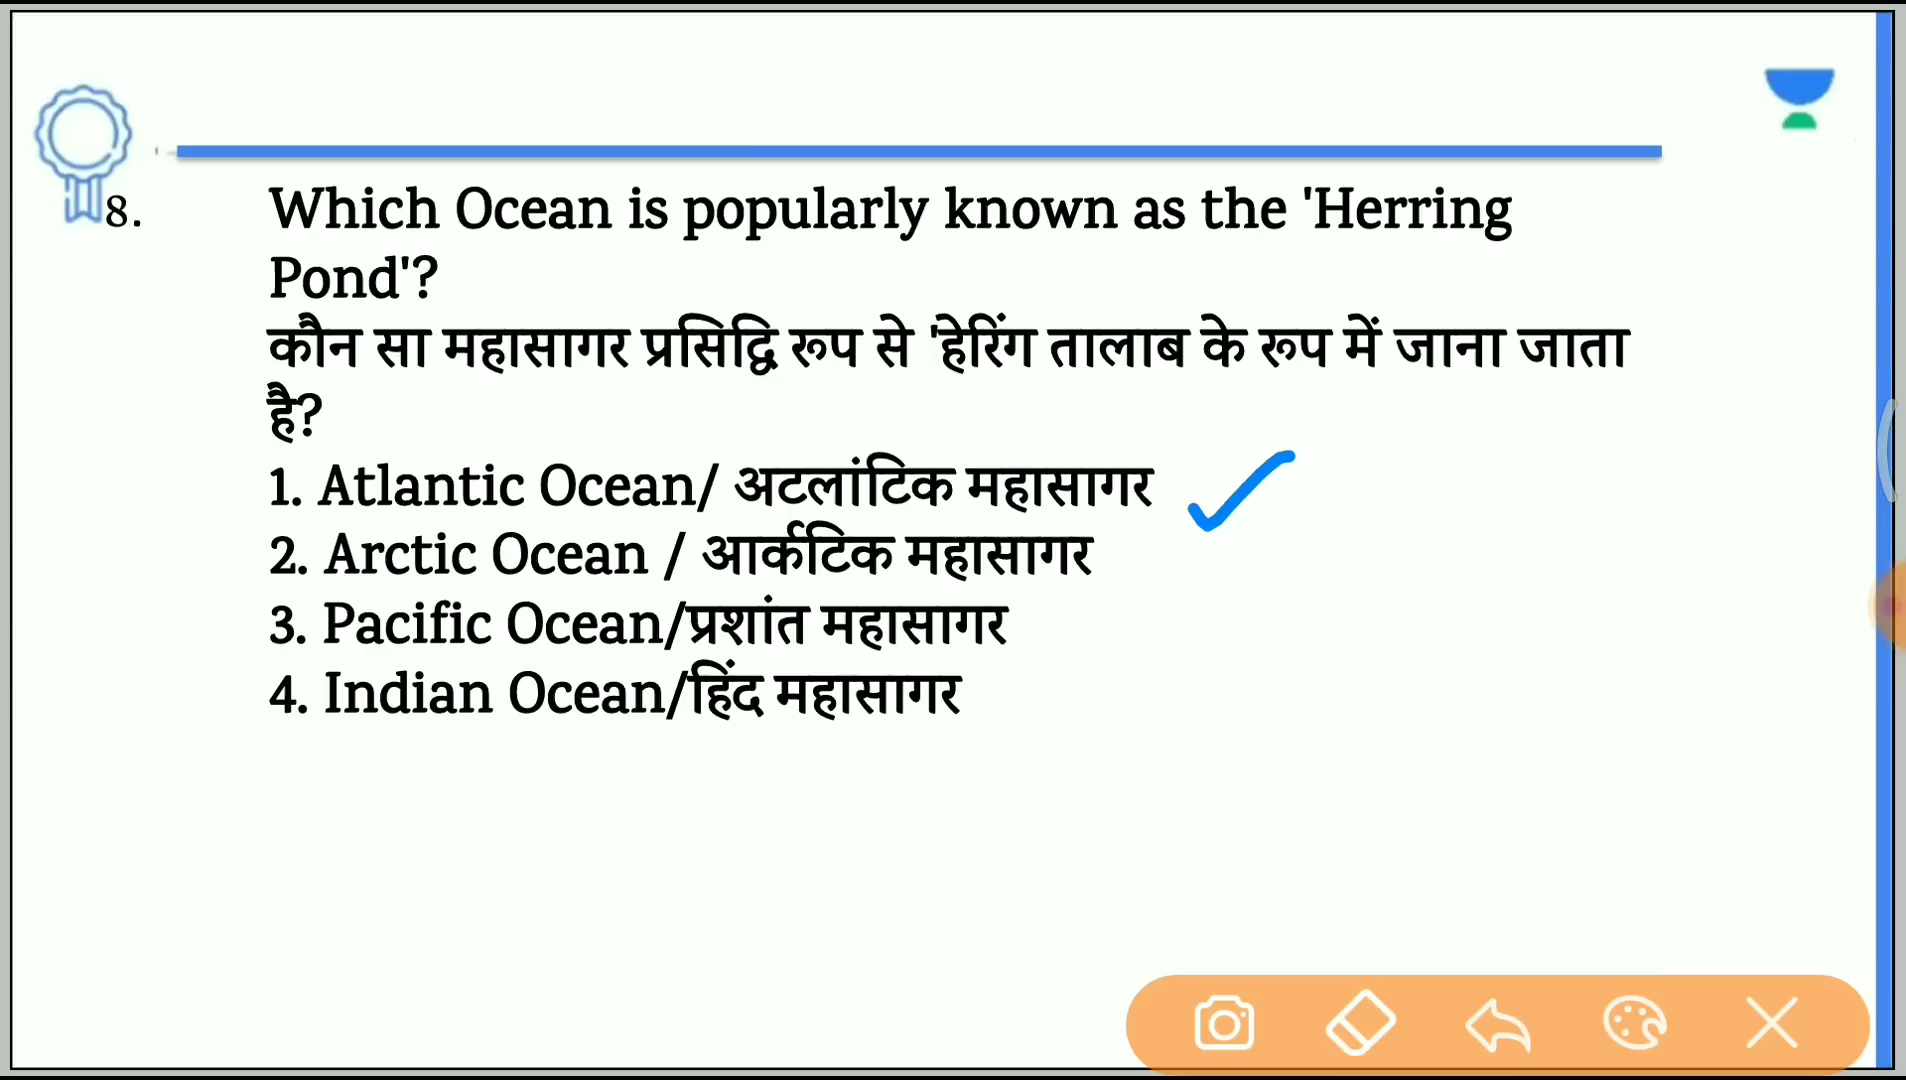 8. Which Ocean is popularly known as the 'Herring
Pond'?
कौन सा महासागर प्रसिद्वि रूप से 'हेरिंग तालाब के रूप में जाना जाता
है?
1. Atlantic Ocean/ अटलांटिक महासागर
2. Arctic Ocean / आर्कटिक महासागर
3. Pacific Ocean/प्रशांत महासागर
4. Indian Ocean/हिंद महासागर